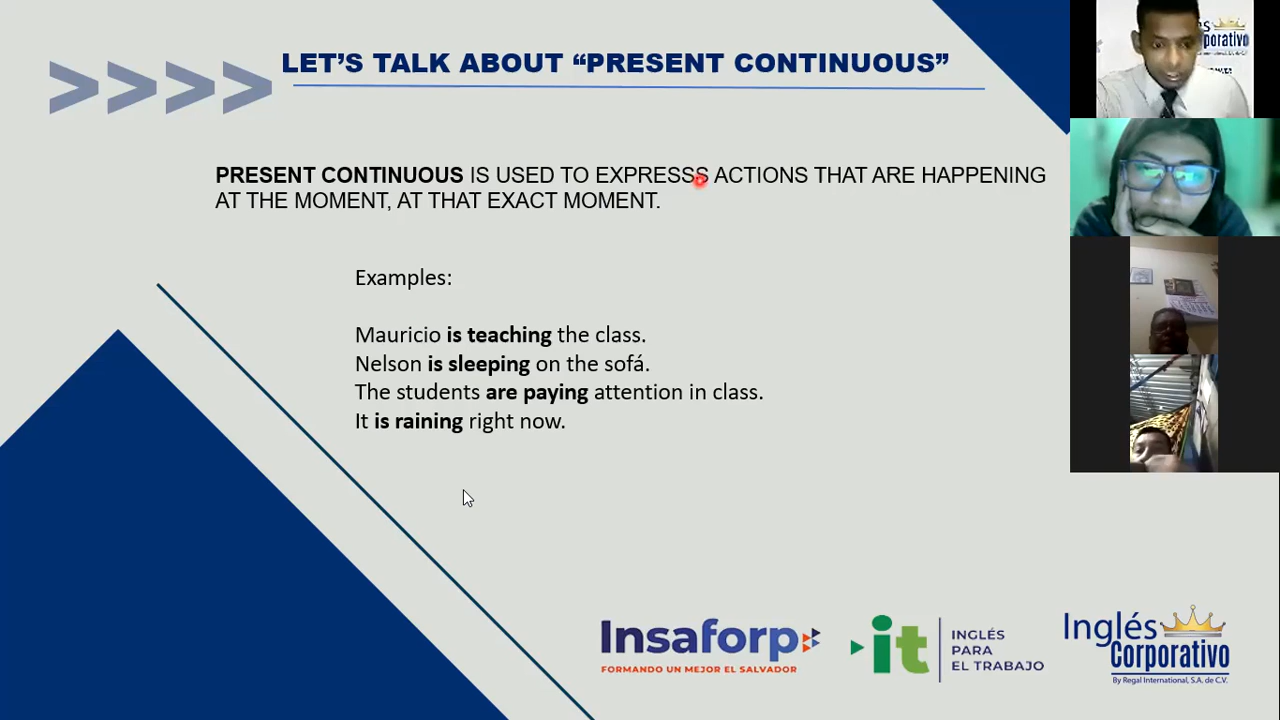 LET'S TALK ABOUT “PRESENT CONTINUOUS”
PRESENT CONTINUOUS IS USED TO EXPRESSS ACTIONS THAT ARE HAPPENING
AT THE MOMENT, AT THAT EXACT MOMENT.
Examples:
Mauricio is teaching the class.
Nelson is sleeping on the sofá.
The students are paying attention in class.
It is raining right now.
Insaforp
FORMANDO UN MEJOR EL SALVADOR
it
INGLÉS
PARA
EL TRABAJO
Inglés
Corporativo
By Regal International, S.A. de C.V.